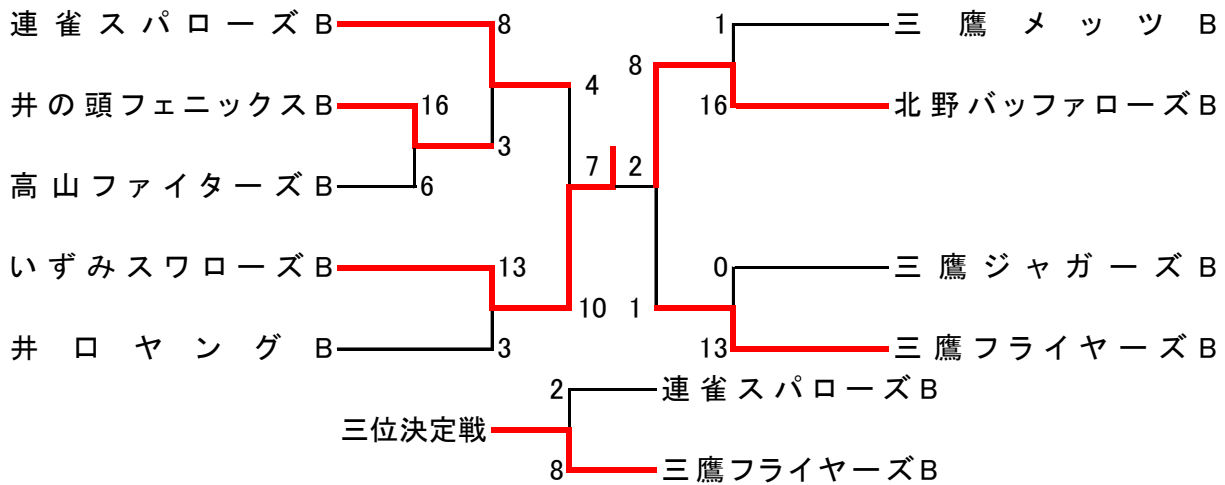 連雀スパローズB 8 1 三鷹メッツB
8 4
井の頭フェニックスB 16 16 北野バッファローズB
3
7 2
高山ファイターズB 6
いずみスワローズB 13 0 三鷹ジャガーズB
10 1
井口ヤングB 3 13 三鷹フライヤーズB
2 連雀スパローズB
三位決定戦
8 三鷹フライヤーズB